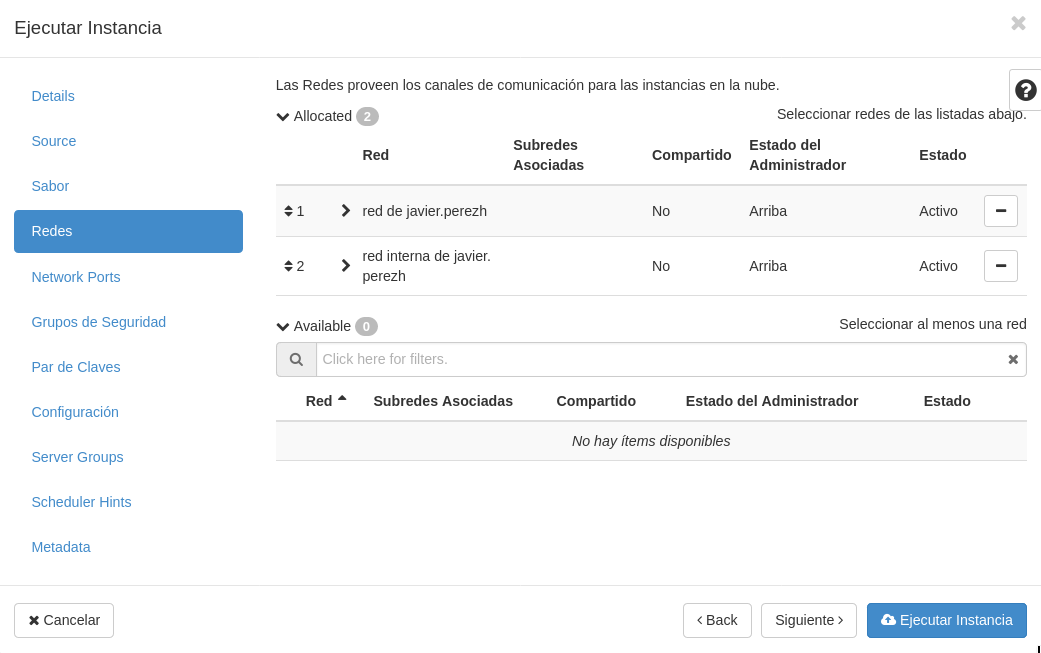 Ejecutar Instancia
Details
Source
Sabor
Redes
Network Ports
Grupos de Seguridad
Par de Claves
Configuración
Server Groups
Scheduler Hints
Metadata
Las Redes proveen los canales de comunicación para las instancias en la nube.
Allocated 2
Seleccionar redes de las listadas abajo.
Red Subredes Asociadas Compartido Estado del Administrador Estado
1 red de javier.perezh No Arriba Activo
2 red interna de javier. No Arriba Activo
perezh
Available 0
Seleccionar al menos una red
Click here for filters.
Red Subredes Asociadas Compartido Estado del Administrador Estado
No hay ítems disponibles
Cancelar
Back
Siguiente
Ejecutar Instancia